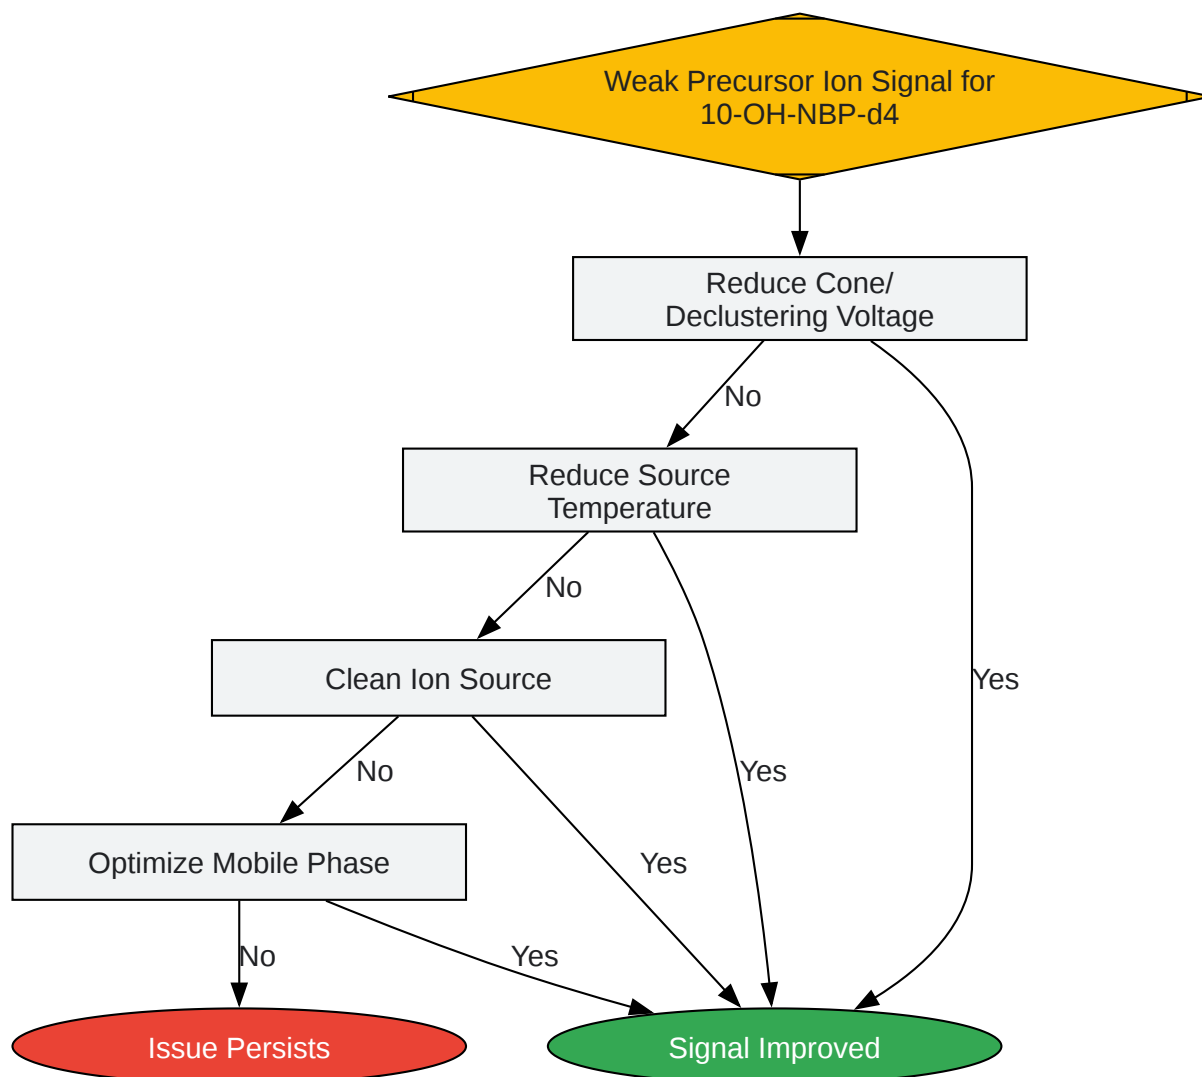 Weak Precursor Ion Signal for
10-OH-NBP-d4
Reduce Cone/
Declustering Voltage
No
Reduce Source
Temperature
No
Clean Ion Source
Yes
No
Yes
Optimize Mobile Phase
Yes
No
Yes
Issue Persists
Signal Improved